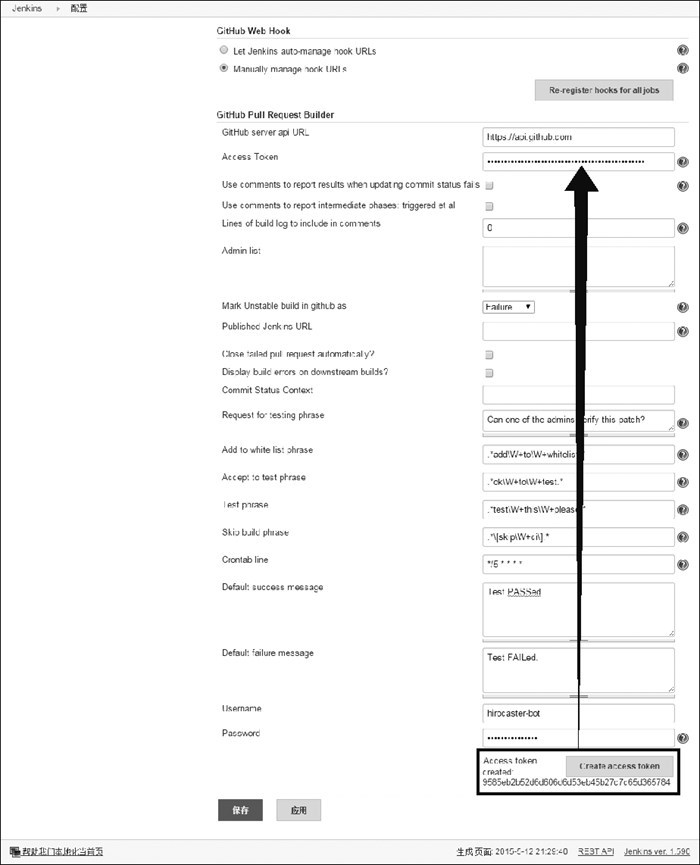 Jenkins » 配置
GitHub Web Hook
Let Jenkins auto-manage hook URLs
Manually manage hook URLs
Re-register hooks for all jobs
GitHub Pull Request Builder
GitHub server api URL
https://api.github.com
Access Token
••••••••••••••••••••••••••••••••••••••••
Use comments to report results when updating commit status fails
Use comments to report intermediate phases: triggered et al
Lines of build log to include in comments
0
Admin list
Mark Unstable build in github as
Failure
Published Jenkins URL
Close failed pull request automatically?
Display build errors on downstream builds?
Commit Status Context
Request for testing phrase
Can one of the admins verify this patch?
Add to white list phrase
.*add\W+to\W+whitelist
Accept to test phrase
.*ok\W+to\W+test.*
Test phrase
.*test\W+this\W+please.*
Skip build phrase
.*\[skip\W+ci\].*
Crontab line
*/5 * * * *
Default success message
Test PASSed
Default failure message
Test FAILed.
Username
hirocaster-bot
Password
•••••••••••••••
Access token
created:
Create access token
9585eb2b52d6d606d6d53eb45b27c7c65d365784
保存
应用
帮助我们本地化当前页
生成页面: 2015-5-12 21:29:40
REST API
Jenkins ver. 1.590